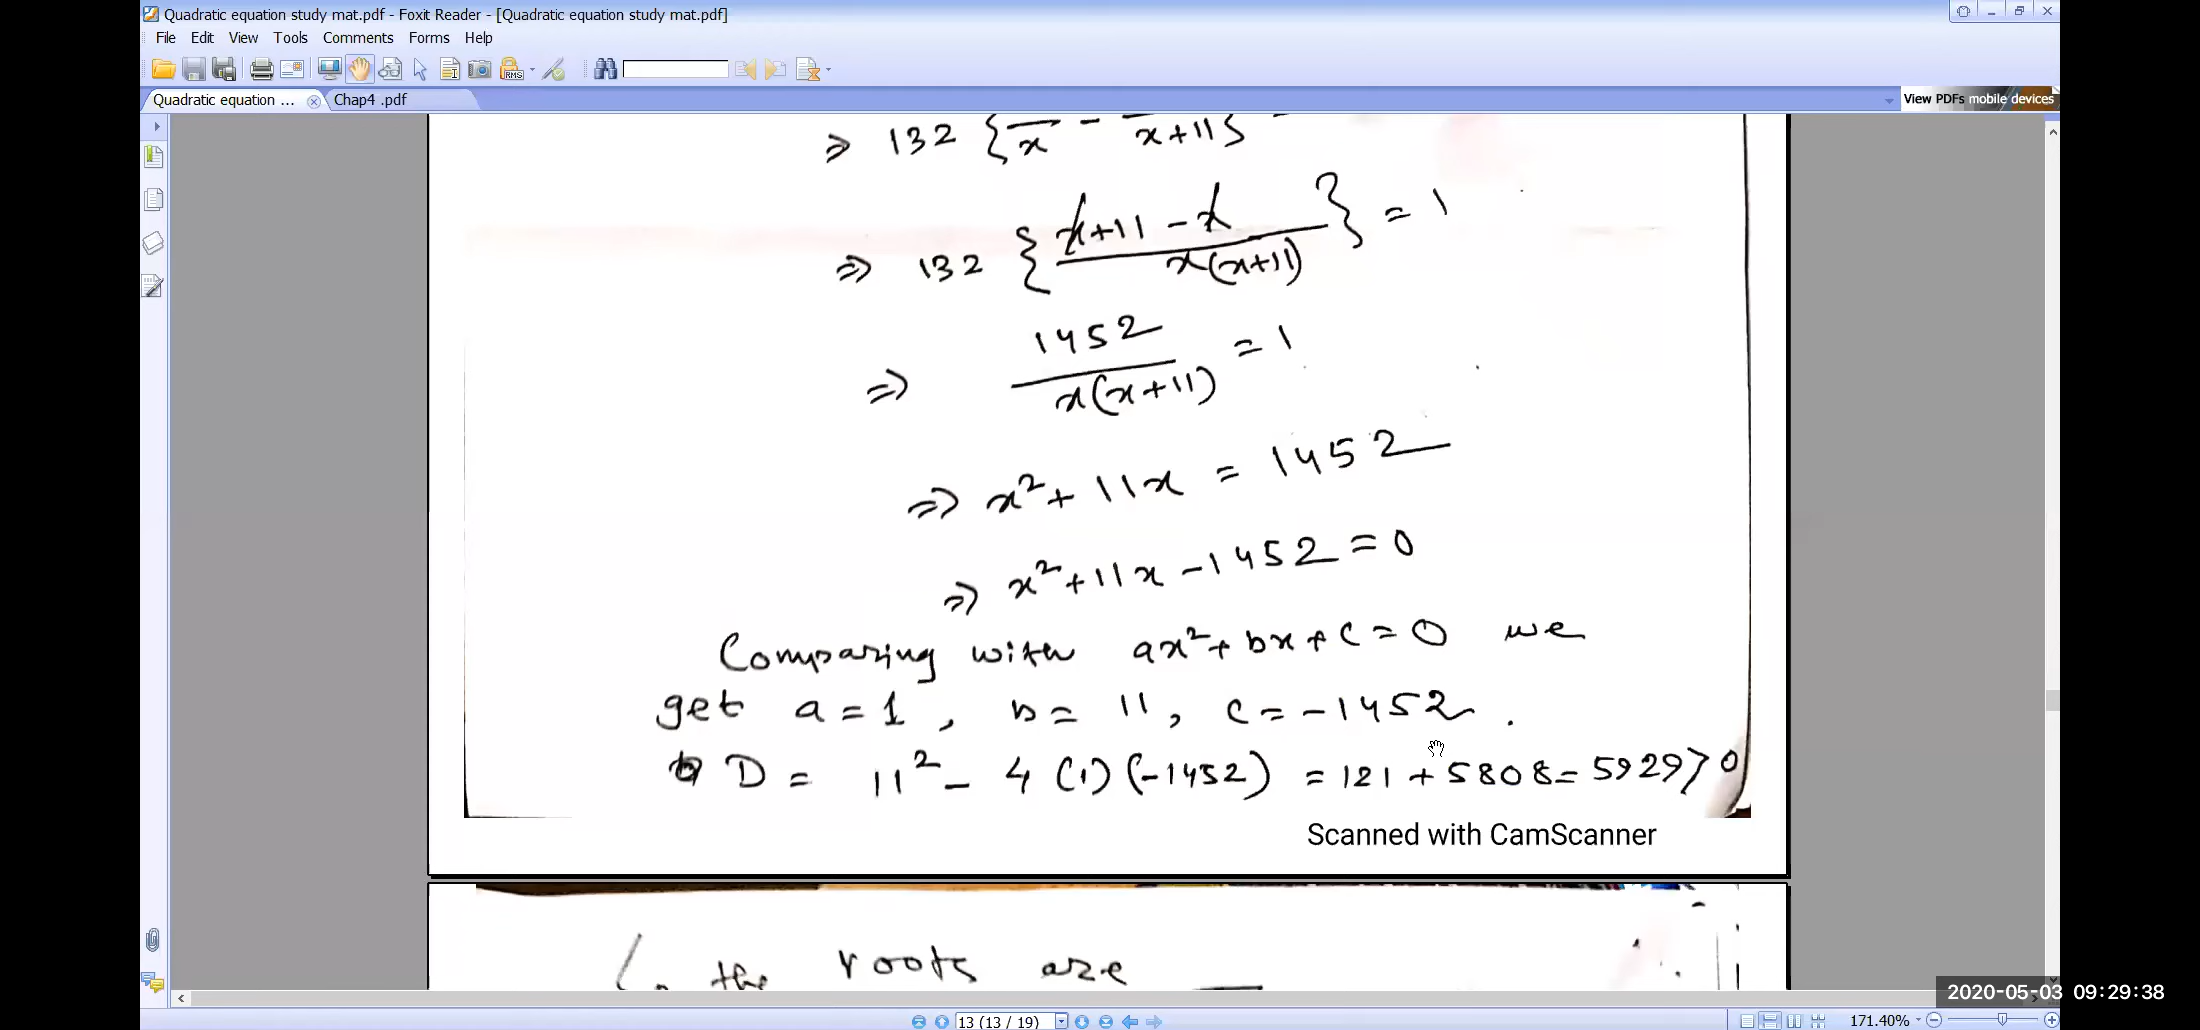 Quadratic equation study mat.pdf - Foxit Reader - [Quadratic equation study mat.pdf]
File Edit View Tools Comments Forms Help
RMS
Quadratic equation ... Chap4 .pdf
View PDFs mobile devices
⇒ 132 { / x - / x+11 }
⇒ 132 { x+11 - x / x(x+11) } = 1
⇒ 1452 / x(x+11) = 1
⇒ x² + 11x = 1452
⇒ x² + 11x - 1452 = 0
Comparing with ax² + bx + c = 0 we
get a = 1, b = 11, c = -1452.
D = 11² - 4 (1) (-1452) = 121 + 5808 = 5929 > 0
Scanned with CamScanner
the roots are
2020-05-03 09:29:38
13 (13 / 19)
171.40%